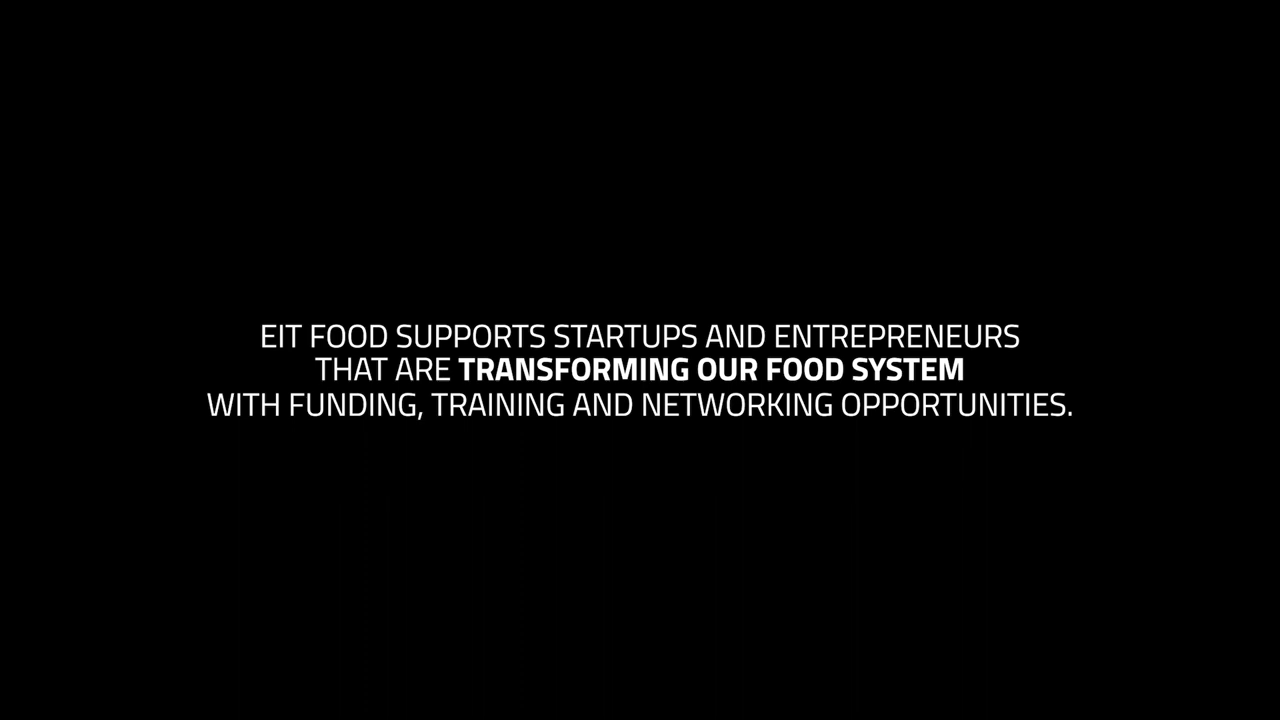 EIT FOOD SUPPORTS STARTUPS AND ENTREPRENEURS
THAT ARE TRANSFORMING OUR FOOD SYSTEM
WITH FUNDING, TRAINING AND NETWORKING OPPORTUNITIES.